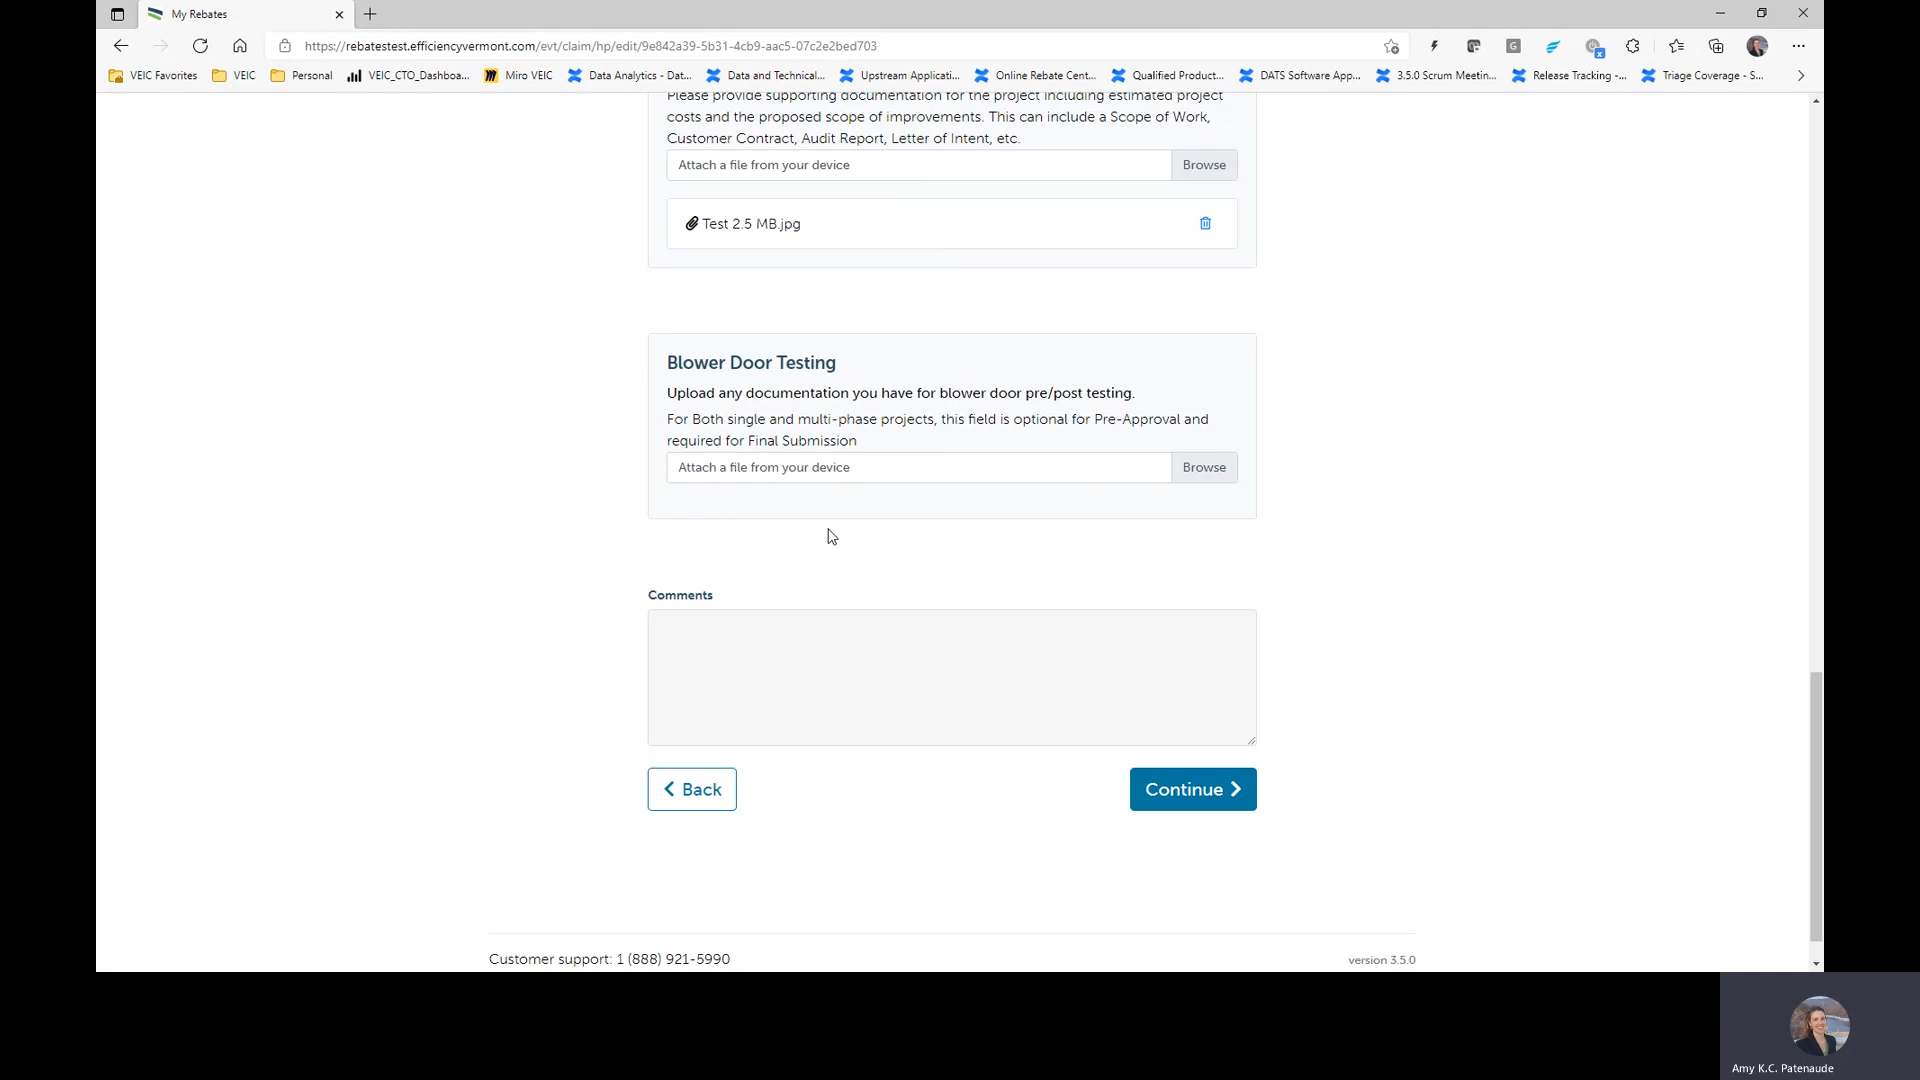 My Rebates
https://rebatestest.efficiencyvermont.com/evt/claim/hp/edit/9e842a39-5b31-4cb9-aac5-07c2e2bed703
VEIC Favorites VEIC Personal VEIC_CTO_Dashboa... Miro VEIC Data Analytics - Dat... Data and Technical... Upstream Applicati... Online Rebate Cent... Qualified Product... DATS Software App... 3.5.0 Scrum Meetin... Release Tracking -... Triage Coverage - S...
Please provide supporting documentation for the project including estimated project
costs and the proposed scope of improvements. This can include a Scope of Work,
Customer Contract, Audit Report, Letter of Intent, etc.
Attach a file from your device Browse
Test 2.5 MB.jpg
Blower Door Testing
Upload any documentation you have for blower door pre/post testing.
For Both single and multi-phase projects, this field is optional for Pre-Approval and
required for Final Submission
Attach a file from your device Browse
Comments
Back Continue
Customer support: 1 (888) 921-5990 version 3.5.0
Amy K.C. Patenaude